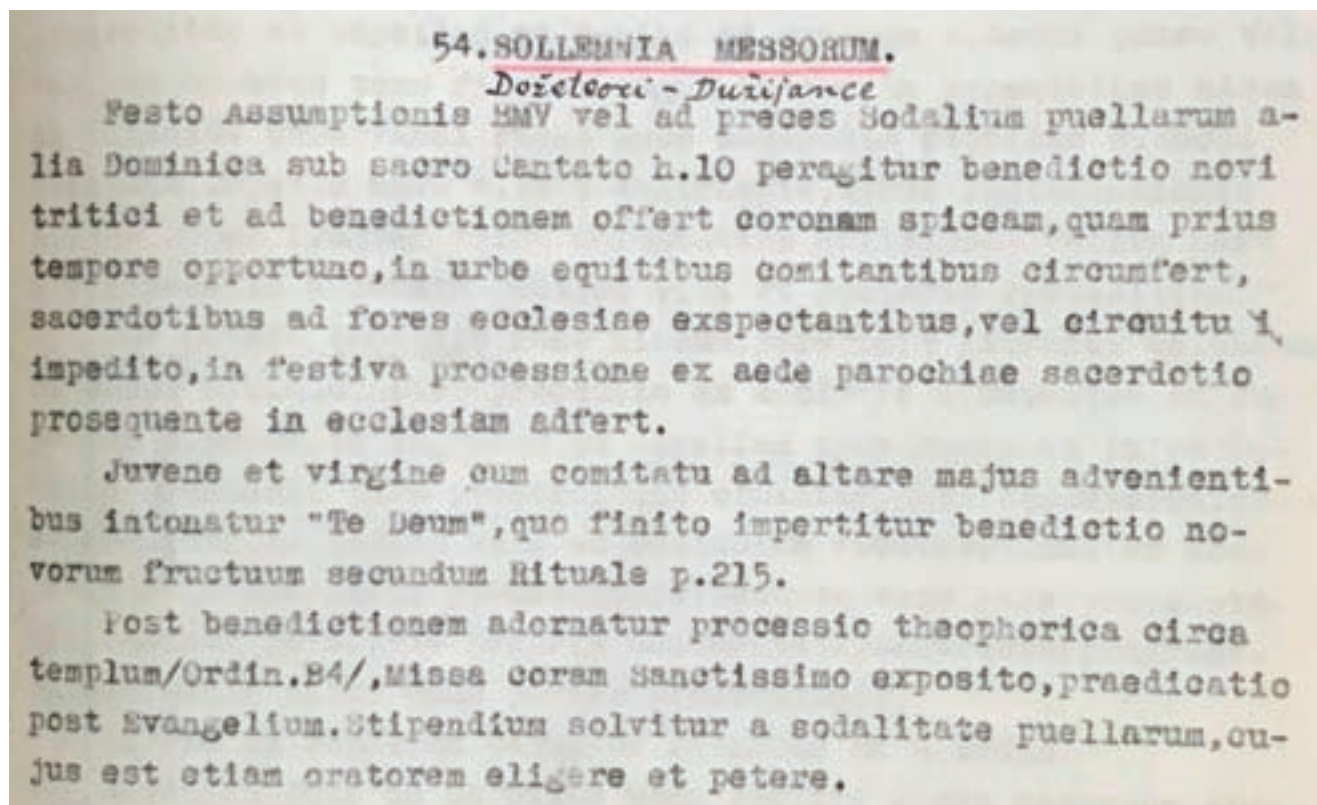 54.SOLLEMNIA MESSORUM.
Dožeteoci - Dužijance
Festo Assumptionis BMV vel ad preces Sodalium puellarum a-
lia Dominica sub sacro Cantato h.10 peragitur benedictio novi
tritici et ad benedictionem offert coronam spiceam,quam prius
tempore opportuno,in urbe equitibus comitantibus circumfert,
sacerdotibus ad fores ecclesiae exspectantibus,vel circuitu i
impedito,in festiva processione ex aede parochiae sacerdotio
prosequente in ecclesiam adfert.
Juvene et virgine cum comitatu ad altare majus advenienti-
bus intonatur "Te Deum",quo finito impertitur benedictio no-
vorum fructuum secundum Rituale p.215.
Post benedictionem adornatur processio theophorica circa
templum/Ordin.B4/,Missa coram Sanctissimo exposito,praedicatio
post Evangelium.Stipendium solvitur a sodalitate puellarum,cu-
jus est etiam oratorem eligere et petere.